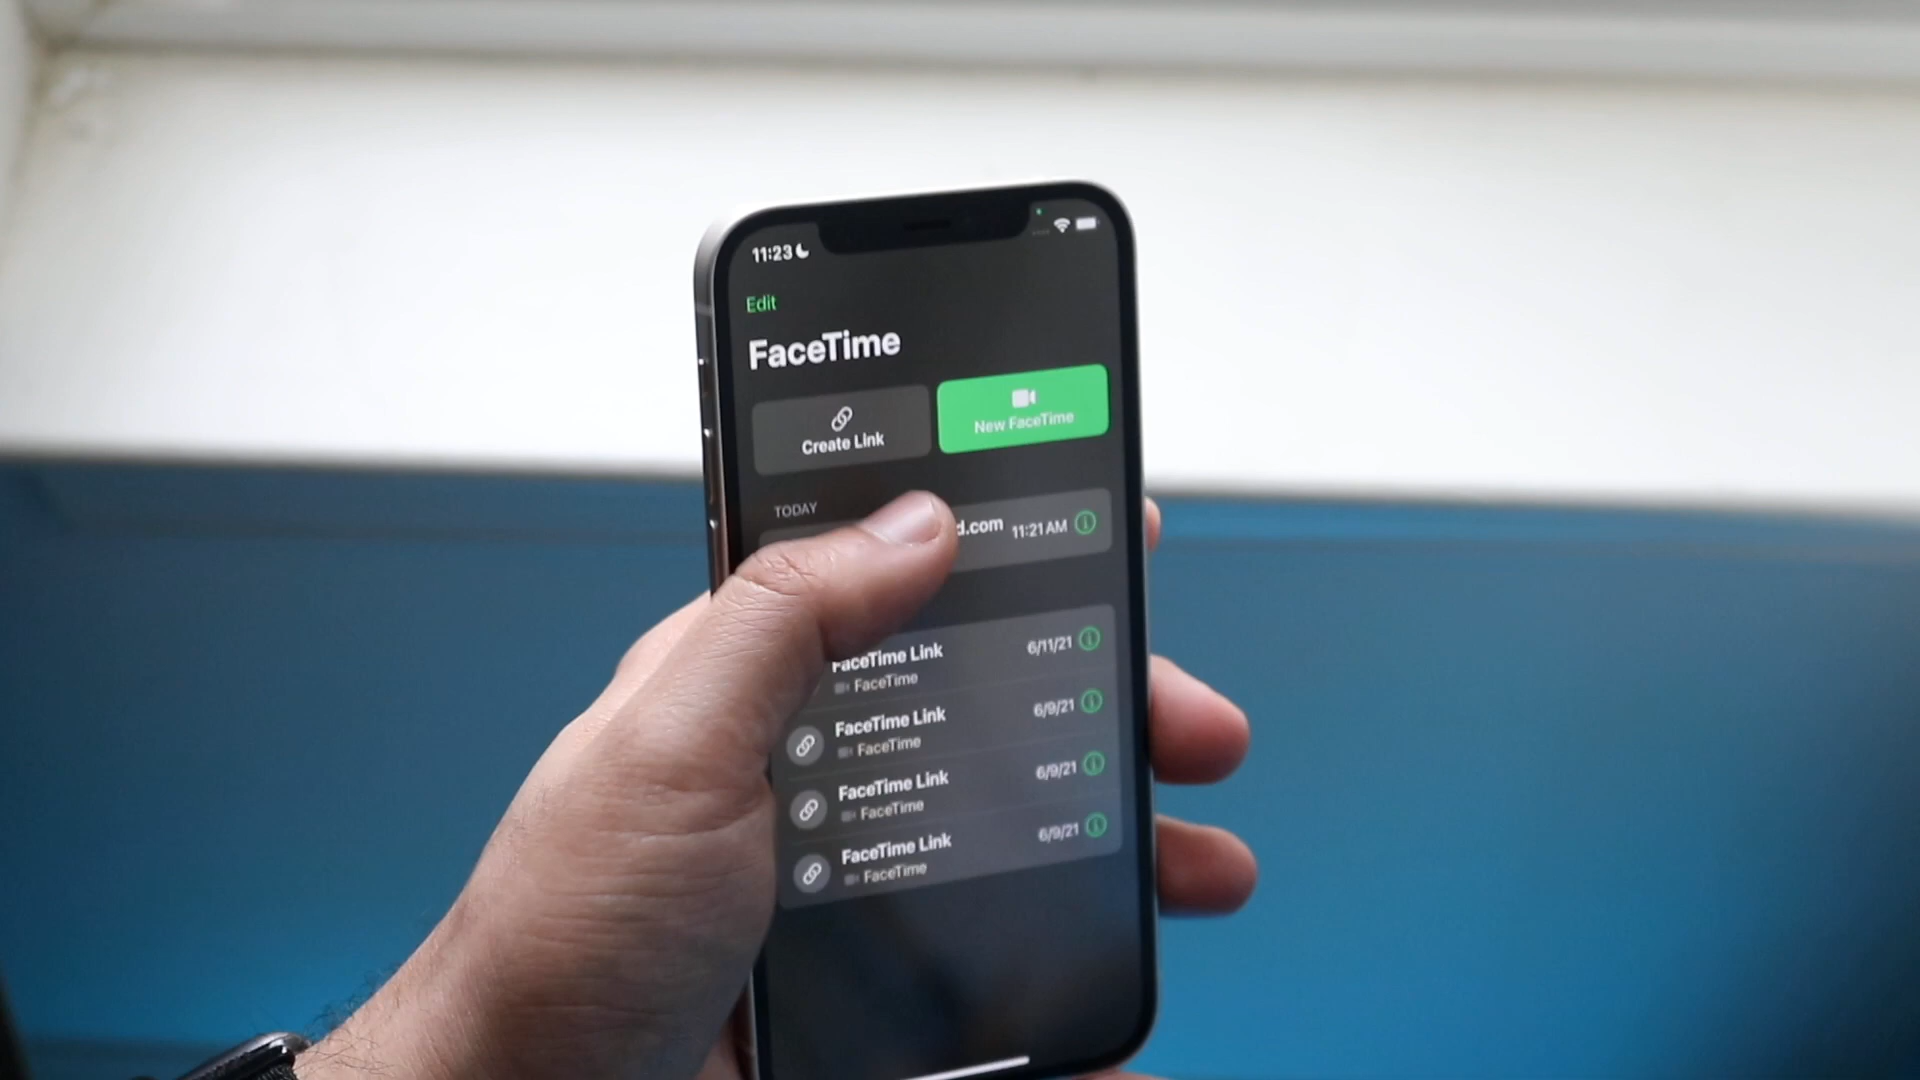 11:23
Edit
FaceTime
Create Link
New FaceTime
TODAY
d.com 11:21 AM
FaceTime Link 6/11/21
FaceTime
FaceTime Link 6/9/21
FaceTime
FaceTime Link 6/9/21
FaceTime
FaceTime Link 6/9/21
FaceTime